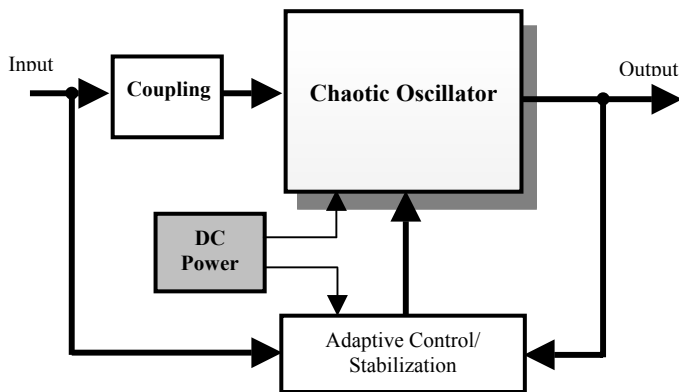 Input
Coupling
Chaotic Oscillator
Output
DC
Power
Adaptive Control/
Stabilization